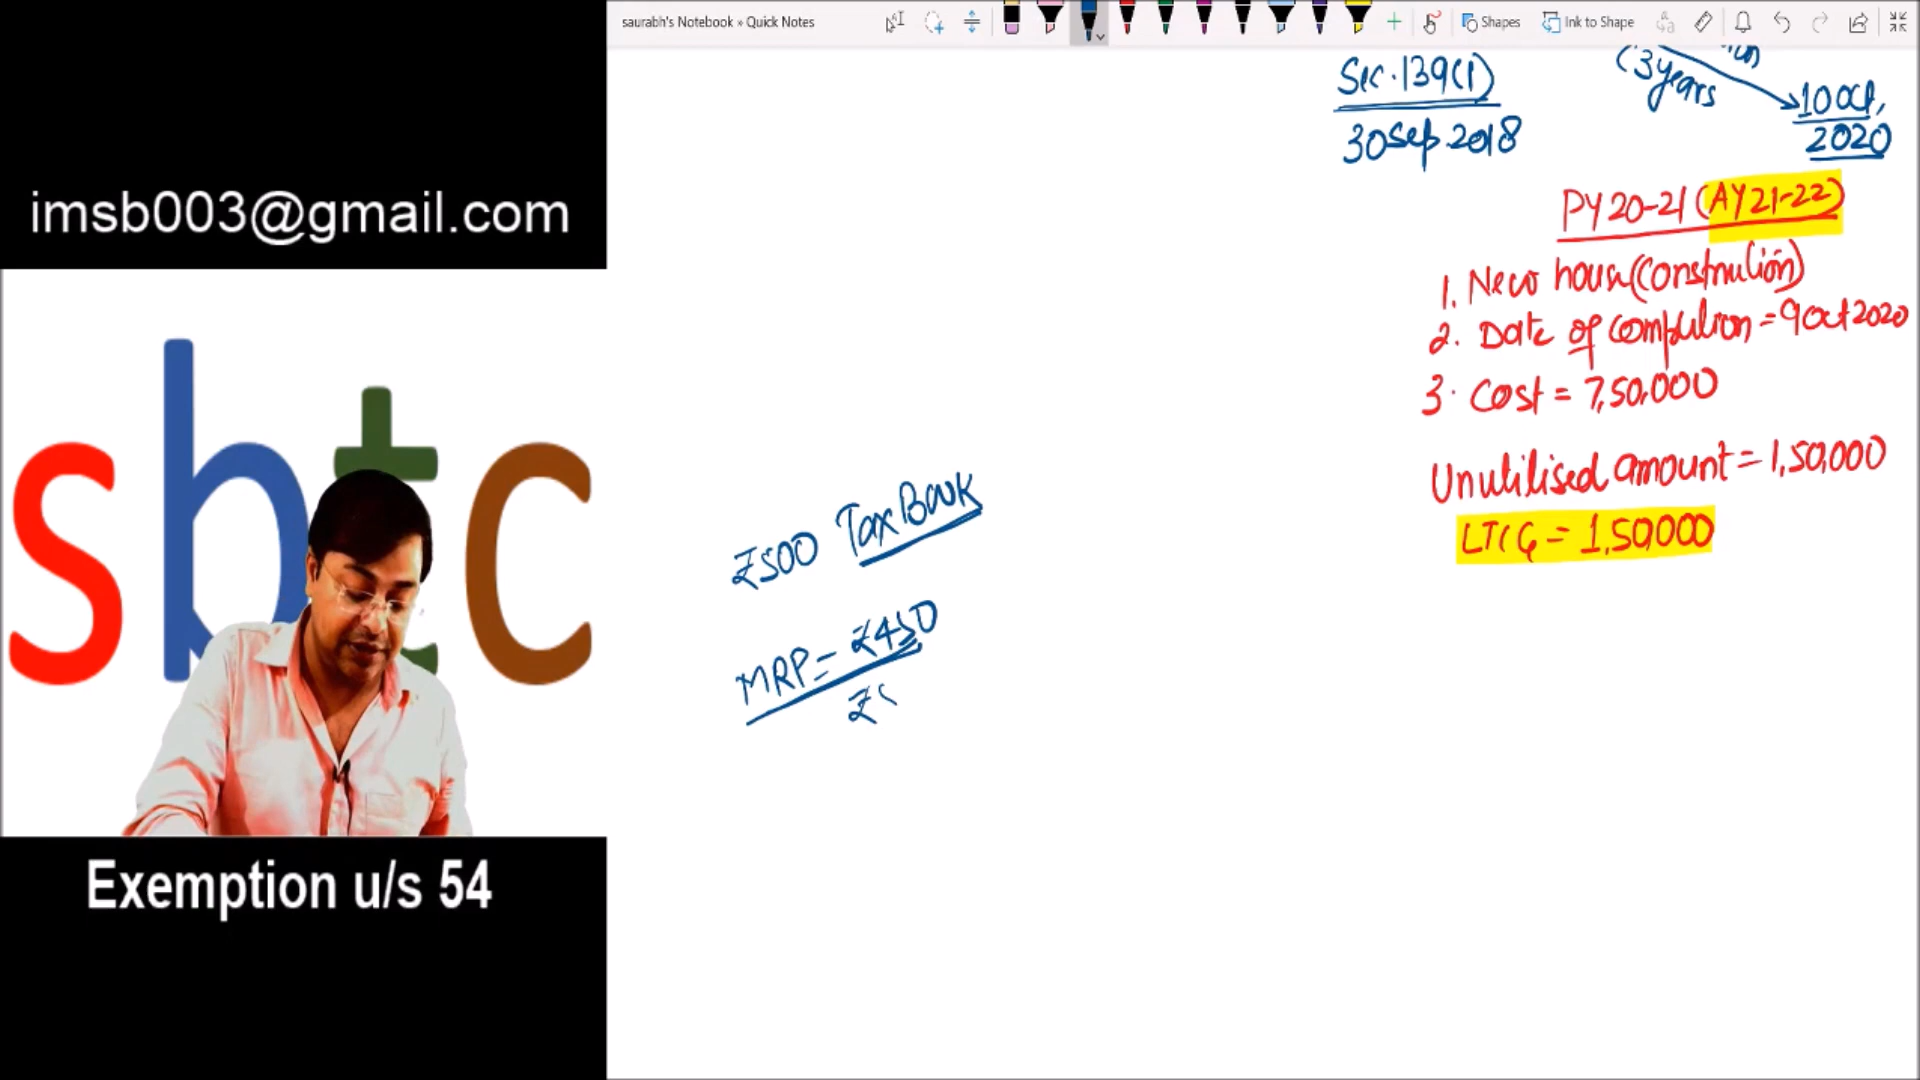 saurabh's Notebook » Quick Notes
Shapes
Ink to Shape
imsb003@gmail.com
sbtc
Exemption u/s 54
Sec.139(1)
30 Sep. 2018
(3 years
10 Oct,
2020
PY 20-21 (AY 21-22)
1. New house (Construction)
2. Date of completion = 9 Oct 2020
3. Cost = 7,50,000
Unutilised amount = 1,50,000
LTCG = 1,50,000
₹500 Tax Book
MRP = ₹450
₹